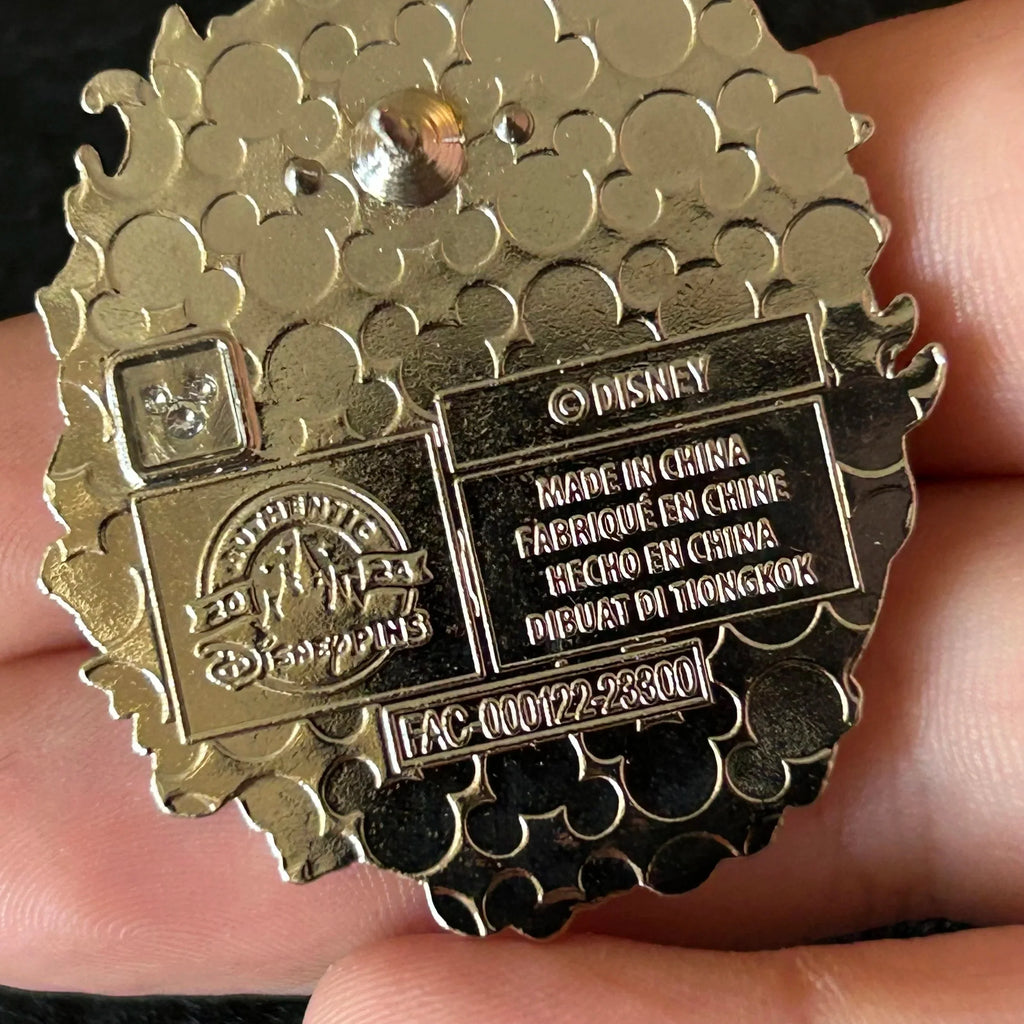 © DISNEY
MADE IN CHINA
FABRIQUÉ EN CHINE
HECHO EN CHINA
DIBUAT DI TIONGKOK
AUTHENTIC
20 24
DISNEY PINS
FAC-000122-23300